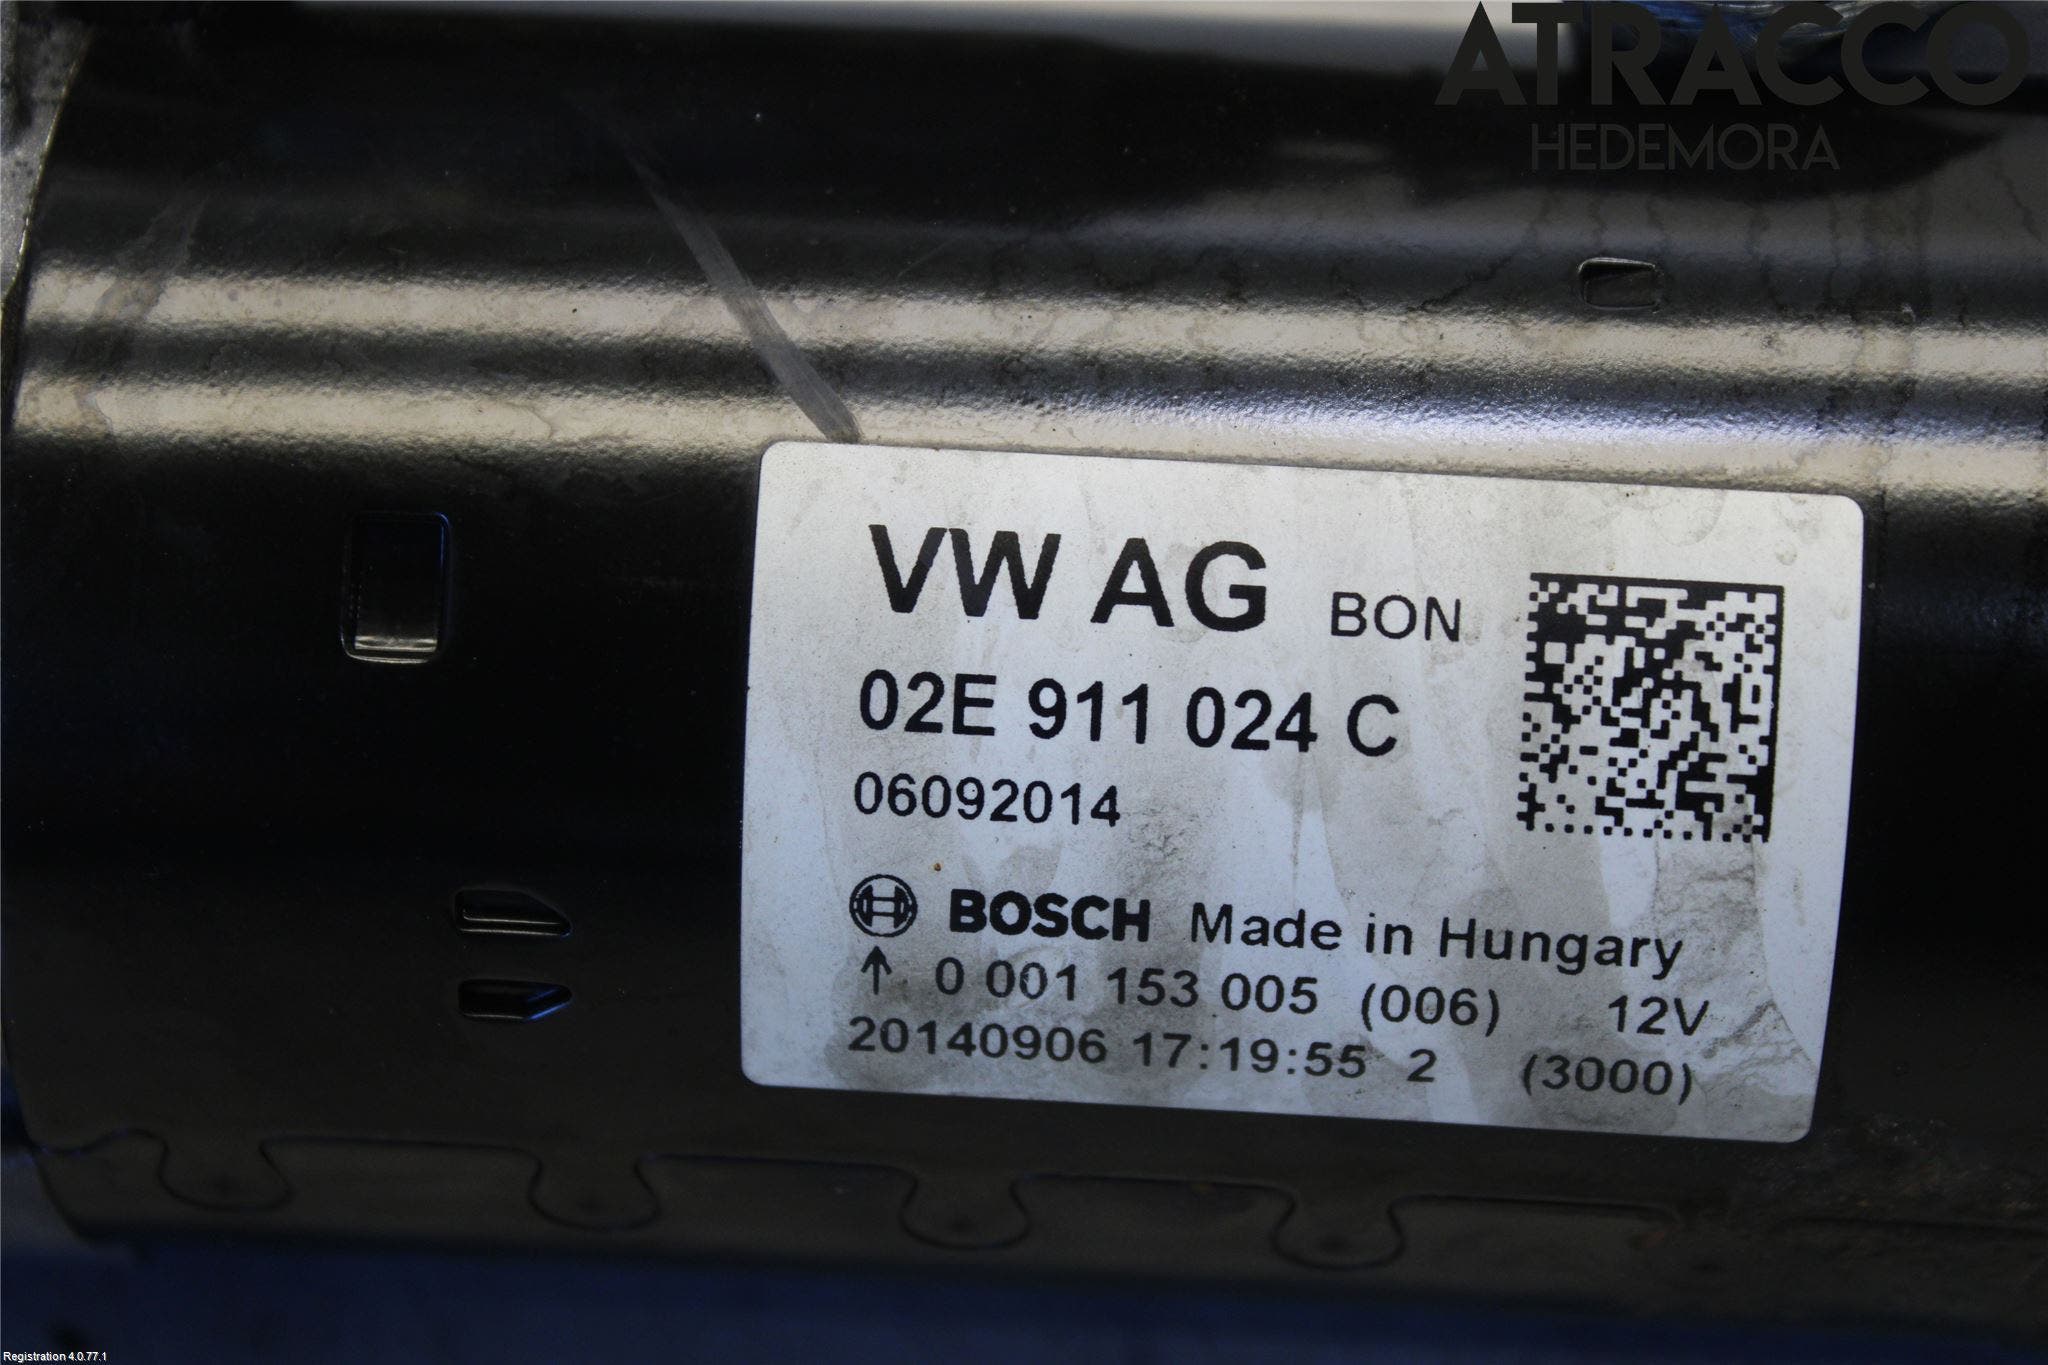 ATRACCO
HEDEMORA
VW AG BON
02E 911 024 C
06092014
BOSCH Made in Hungary
↑ 0 001 153 005 (006) 12V
20140906 17:19:55 2 (3000)
Registration 4.0.77.1